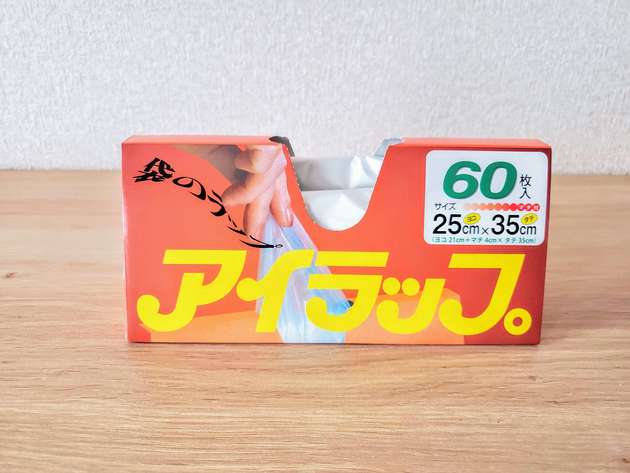 袋のラップ。
アイラップ。
60枚入
サイズ
ヨコ タテ
25cm×35cm
(ヨコ 21cm+マチ 4cm× タテ 35cm)